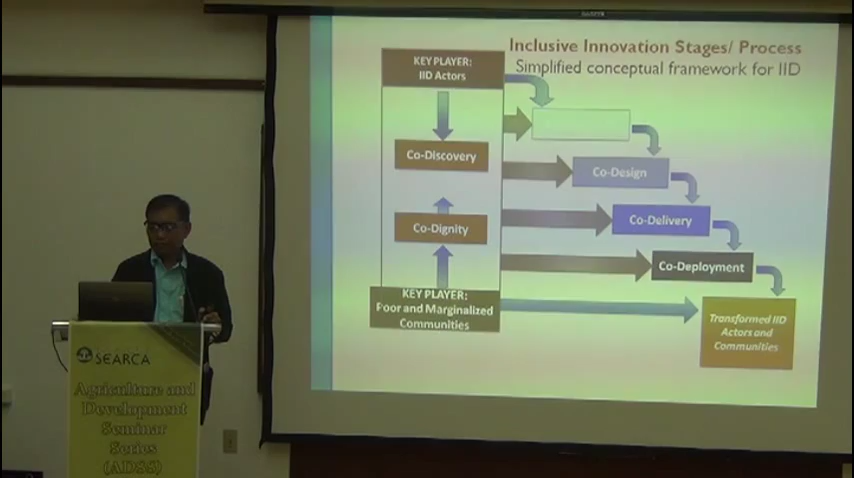 Inclusive Innovation Stages/ Process
Simplified conceptual framework for IID
KEY PLAYER:
IID Actors
Co-Discovery
Co-Design
Co-Dignity
Co-Delivery
Co-Deployment
KEY PLAYER:
Poor and Marginalized
Communities
Transformed IID
Actors and
Communities
SEARCA
Agriculture and
Development
Seminar
Series
(ADSS)